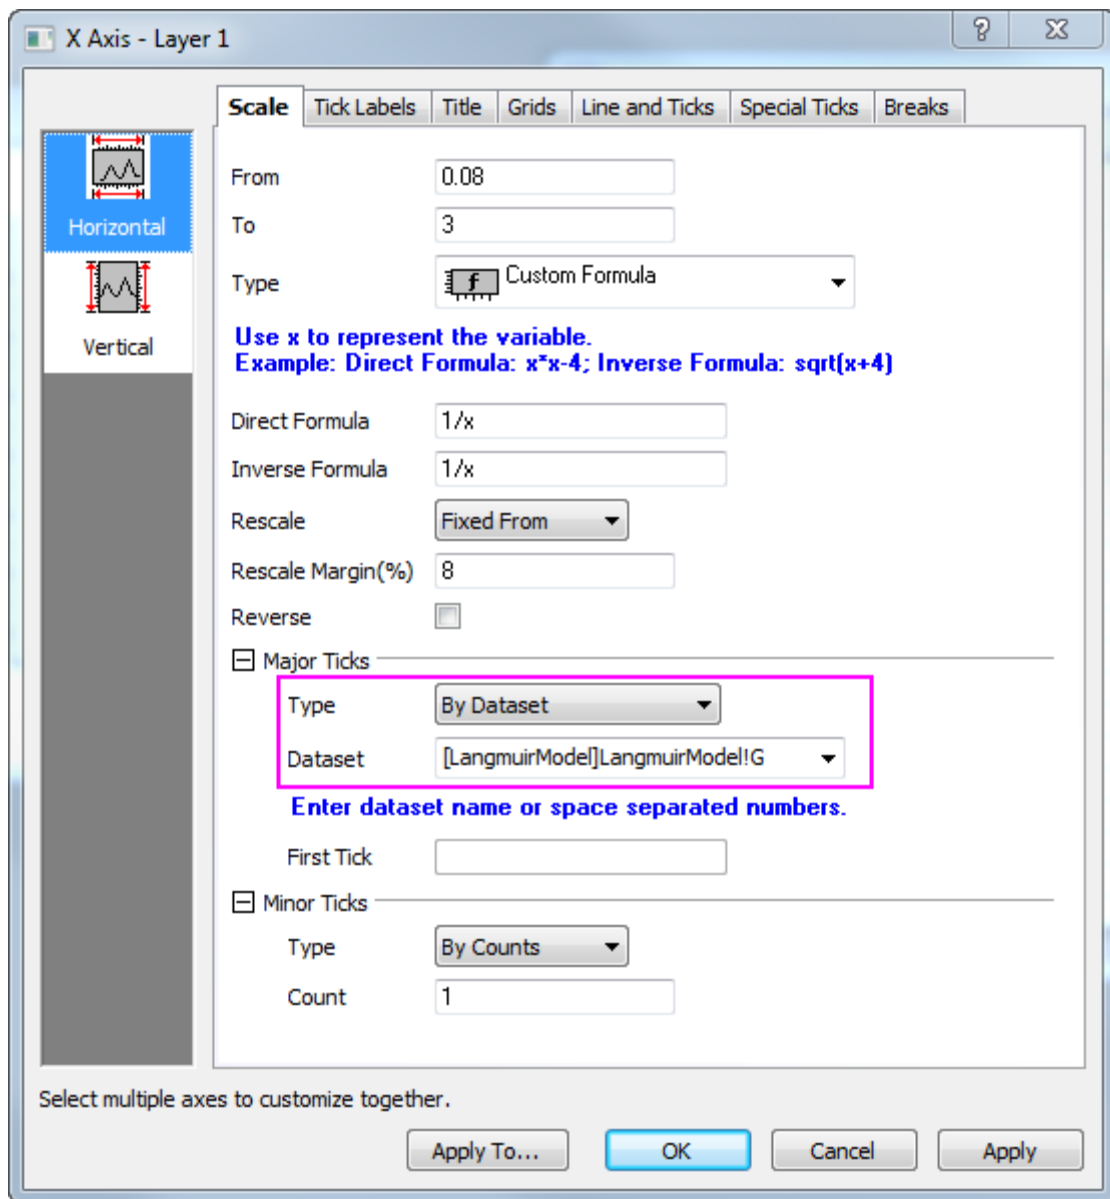 X Axis - Layer 1
Scale Tick Labels Title Grids Line and Ticks Special Ticks Breaks
Horizontal
Vertical
From 0.08
To 3
Type Custom Formula
Use x to represent the variable.
Example: Direct Formula: x*x-4; Inverse Formula: sqrt(x+4)
Direct Formula 1/x
Inverse Formula 1/x
Rescale Fixed From
Rescale Margin(%) 8
Reverse
Major Ticks
Type By Dataset
Dataset [LangmuirModel]LangmuirModel!G
Enter dataset name or space separated numbers.
First Tick
Minor Ticks
Type By Counts
Count 1
Select multiple axes to customize together.
Apply To... OK Cancel Apply